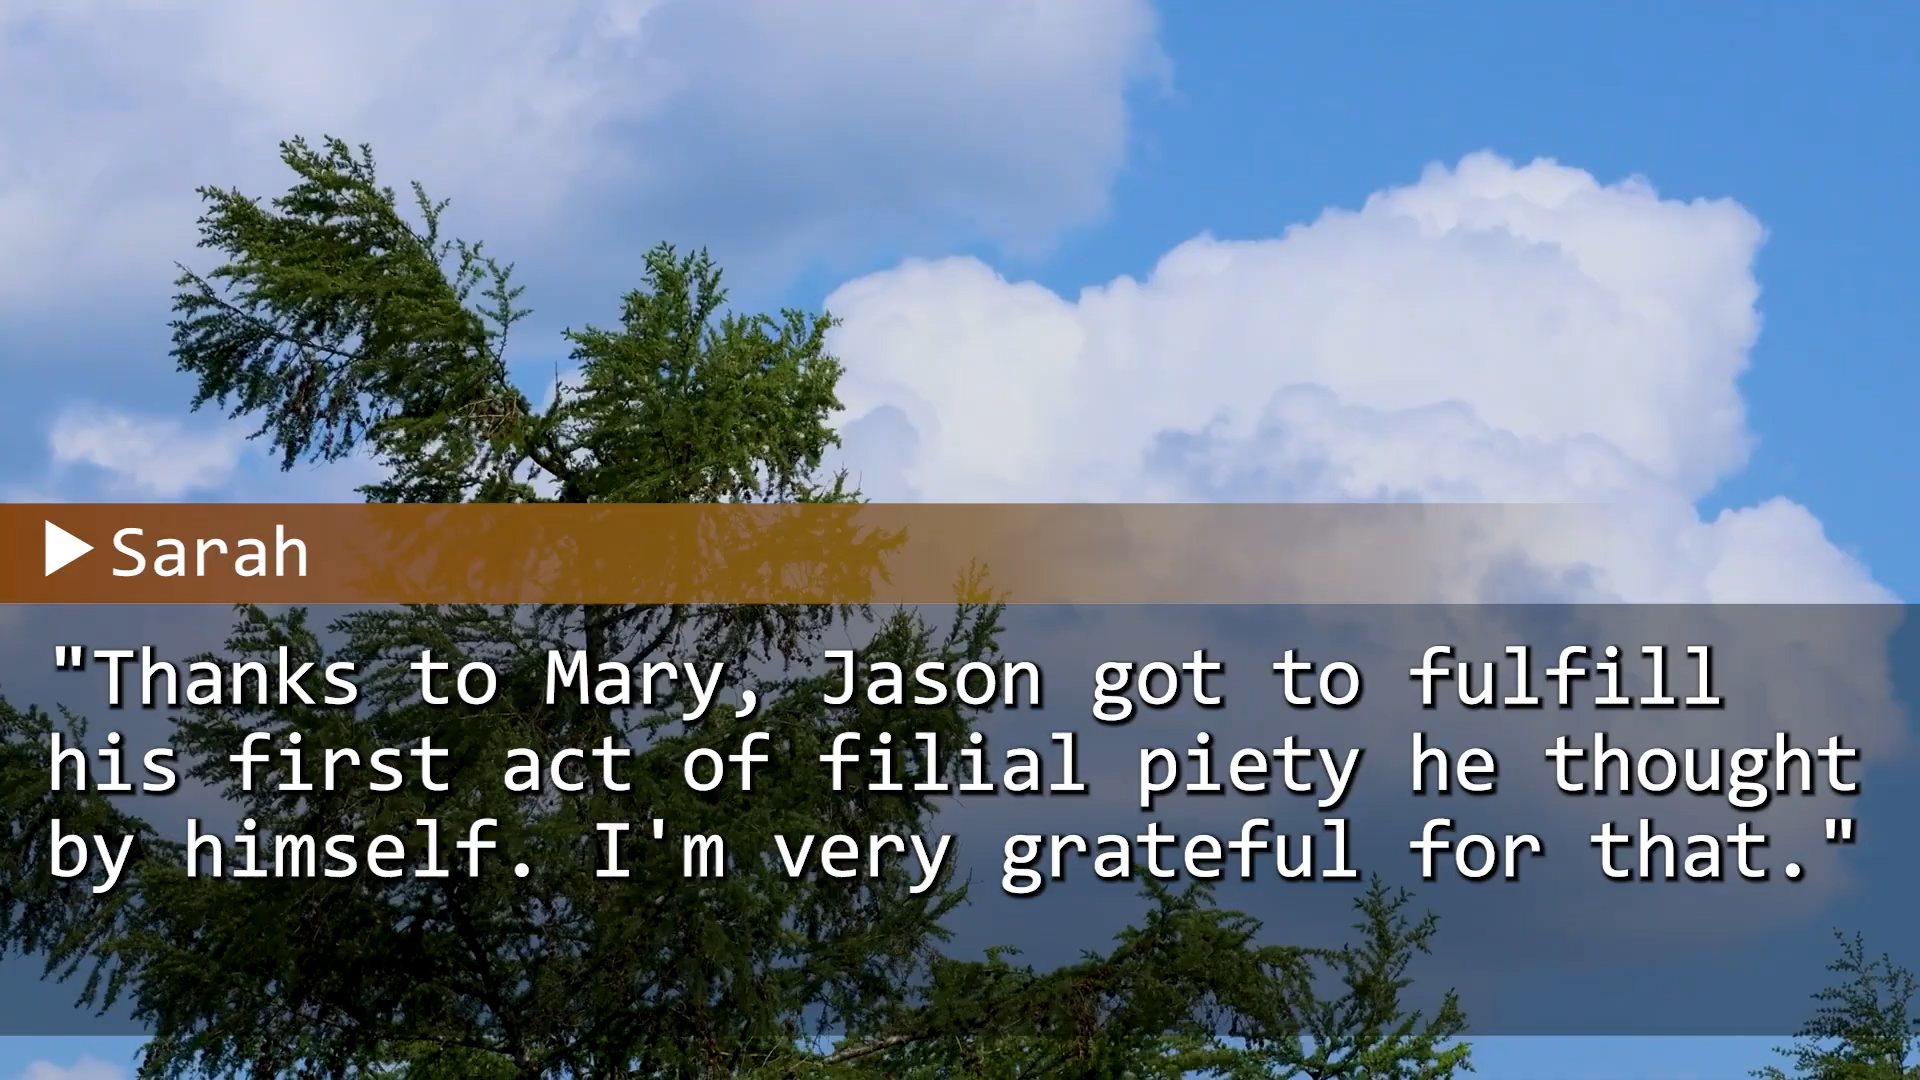 ▶Sarah
"Thanks to Mary, Jason got to fulfill
his first act of filial piety he thought
by himself. I'm very grateful for that."